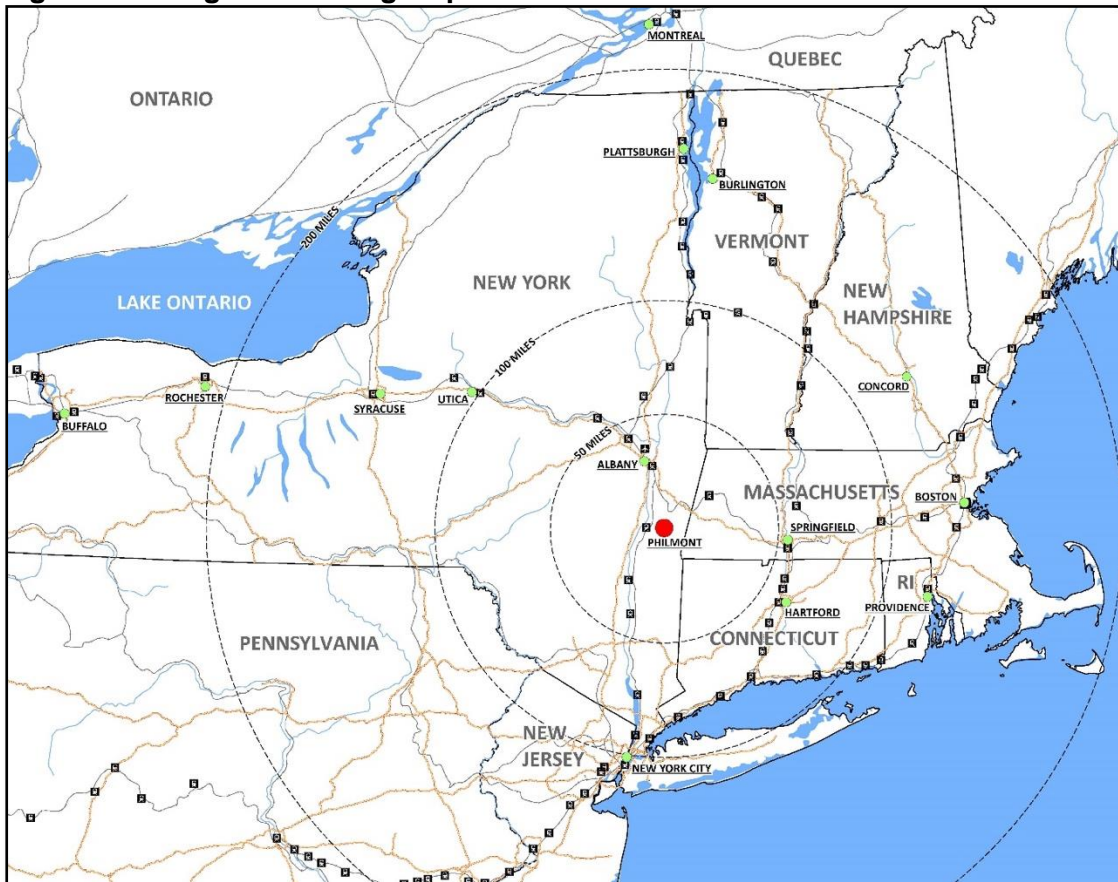 MONTREAL
QUEBEC
ONTARIO
PLATTSBURGH
BURLINGTON
200 MILES
VERMONT
NEW YORK
NEW
HAMPSHIRE
LAKE ONTARIO
100 MILES
ROCHESTER
SYRACUSE
UTICA
CONCORD
BUFFALO
50 MILES
ALBANY
MASSACHUSETTS
BOSTON
SPRINGFIELD
PHILMONT
RI
PROVIDENCE
HARTFORD
PENNSYLVANIA
CONNECTICUT
NEW
JERSEY
NEW YORK CITY